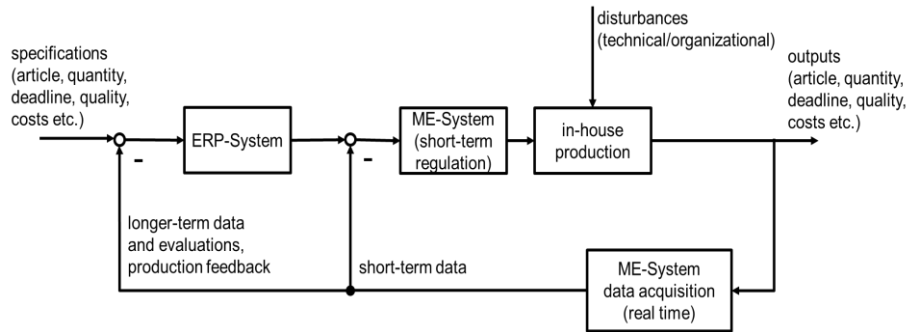 disturbances
(technical/organizational)
specifications
(article, quantity,
deadline, quality,
costs etc.)
outputs
(article, quantity,
deadline, quality,
costs etc.)
ERP-System
ME-System
(short-term
regulation)
in-house
production
-
-
longer-term data
and evaluations,
production feedback
short-term data
ME-System
data acquisition
(real time)